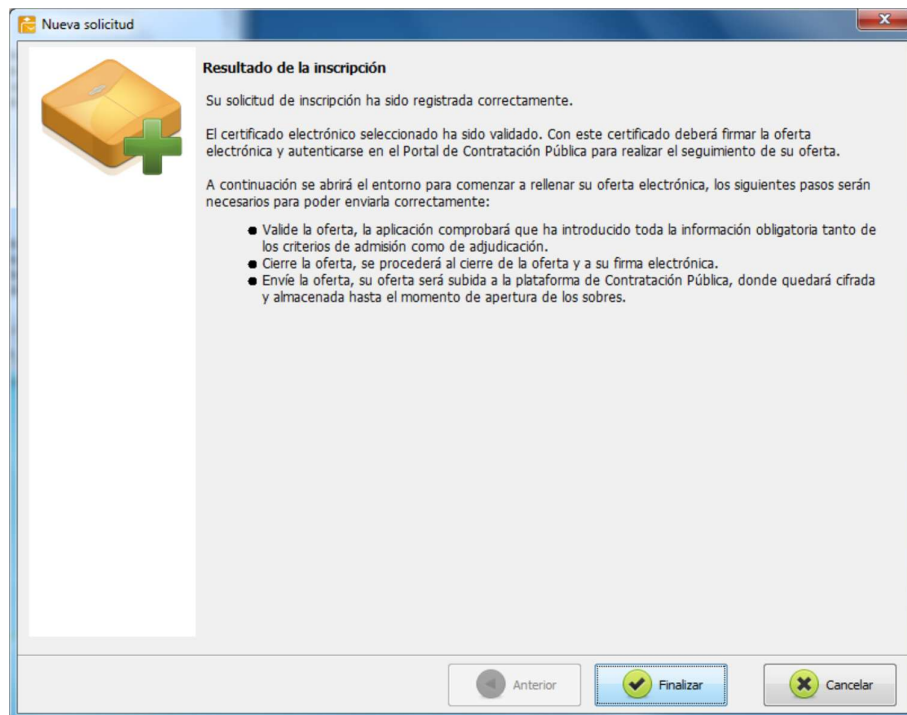 Nueva solicitud
Resultado de la inscripción
Su solicitud de inscripción ha sido registrada correctamente.
El certificado electrónico seleccionado ha sido validado. Con este certificado deberá firmar la oferta
electrónica y autenticarse en el Portal de Contratación Pública para realizar el seguimiento de su oferta.
A continuación se abrirá el entorno para comenzar a rellenar su oferta electrónica, los siguientes pasos serán
necesarios para poder enviarla correctamente:
● Valide la oferta, la aplicación comprobará que ha introducido toda la información obligatoria tanto de
los criterios de admisión como de adjudicación.
● Cierre la oferta, se procederá al cierre de la oferta y a su firma electrónica.
● Envíe la oferta, su oferta será subida a la plataforma de Contratación Pública, donde quedará cifrada
y almacenada hasta el momento de apertura de los sobres.
Anterior Finalizar Cancelar